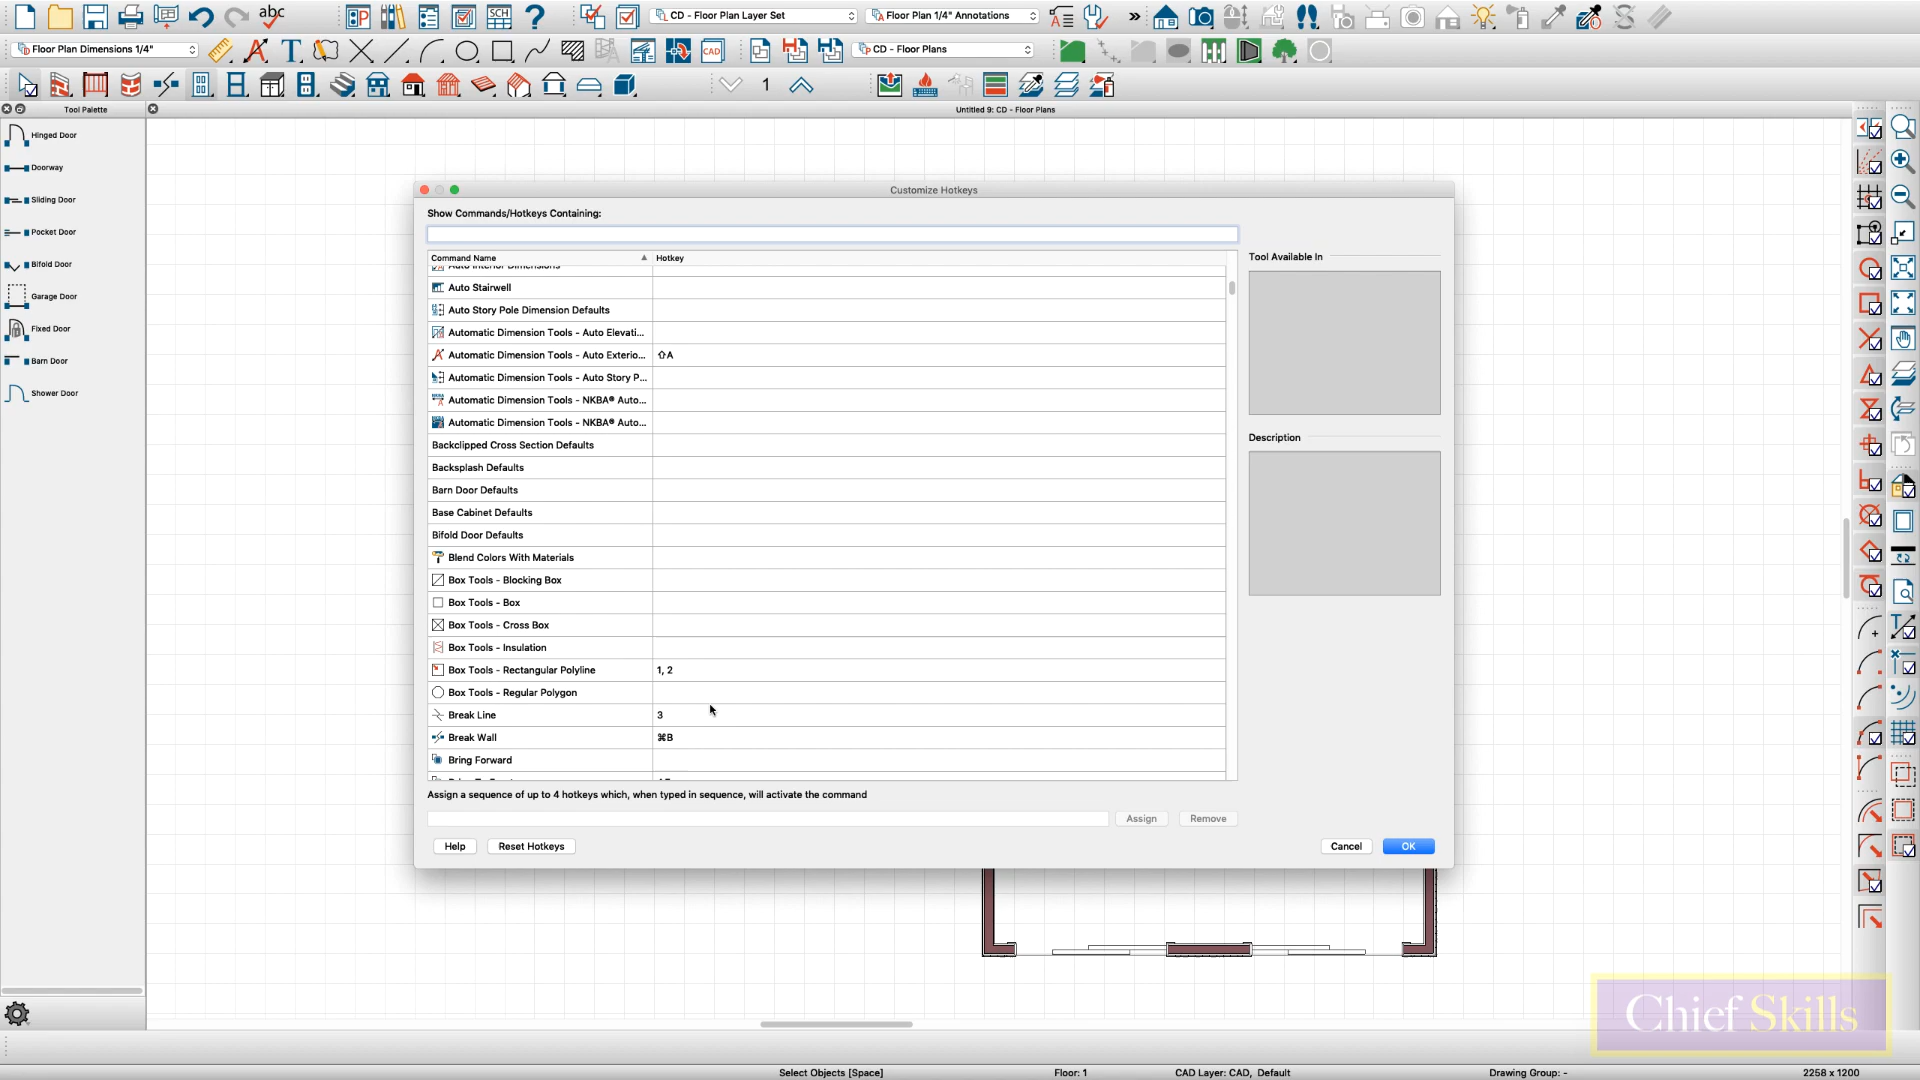 abc
SCH
?
CD - Floor Plan Layer Set
Floor Plan 1/4" Annotations
»
Floor Plan Dimensions 1/4"
CAD
CD - Floor Plans
1
Tool Palette
Untitled 9: CD - Floor Plans
Hinged Door
Doorway
Sliding Door
Pocket Door
Bifold Door
Garage Door
Fixed Door
Barn Door
Shower Door
Customize Hotkeys
Show Commands/Hotkeys Containing:
Command Name Hotkey
Auto Interior Dimensions
Auto Stairwell
Auto Story Pole Dimension Defaults
Automatic Dimension Tools - Auto Elevati...
Automatic Dimension Tools - Auto Exterio... ⇧A
Automatic Dimension Tools - Auto Story P...
Automatic Dimension Tools - NKBA® Auto...
Automatic Dimension Tools - NKBA® Auto...
Backclipped Cross Section Defaults
Backsplash Defaults
Barn Door Defaults
Base Cabinet Defaults
Bifold Door Defaults
Blend Colors With Materials
Box Tools - Blocking Box
Box Tools - Box
Box Tools - Cross Box
Box Tools - Insulation
Box Tools - Rectangular Polyline 1, 2
Box Tools - Regular Polygon
Break Line 3
Break Wall ⌘B
Bring Forward
Tool Available In
Description
Assign a sequence of up to 4 hotkeys which, when typed in sequence, will activate the command
Assign Remove
Help Reset Hotkeys Cancel OK
Chief Skills
Select Objects [Space] Floor: 1 CAD Layer: CAD, Default Drawing Group: - 2258 x 1200